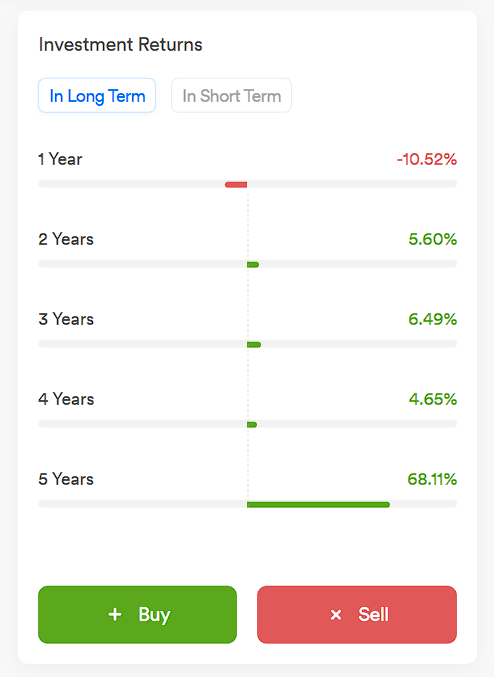 Investment Returns
In Long Term In Short Term
1 Year -10.52%
2 Years 5.60%
3 Years 6.49%
4 Years 4.65%
5 Years 68.11%
+ Buy × Sell